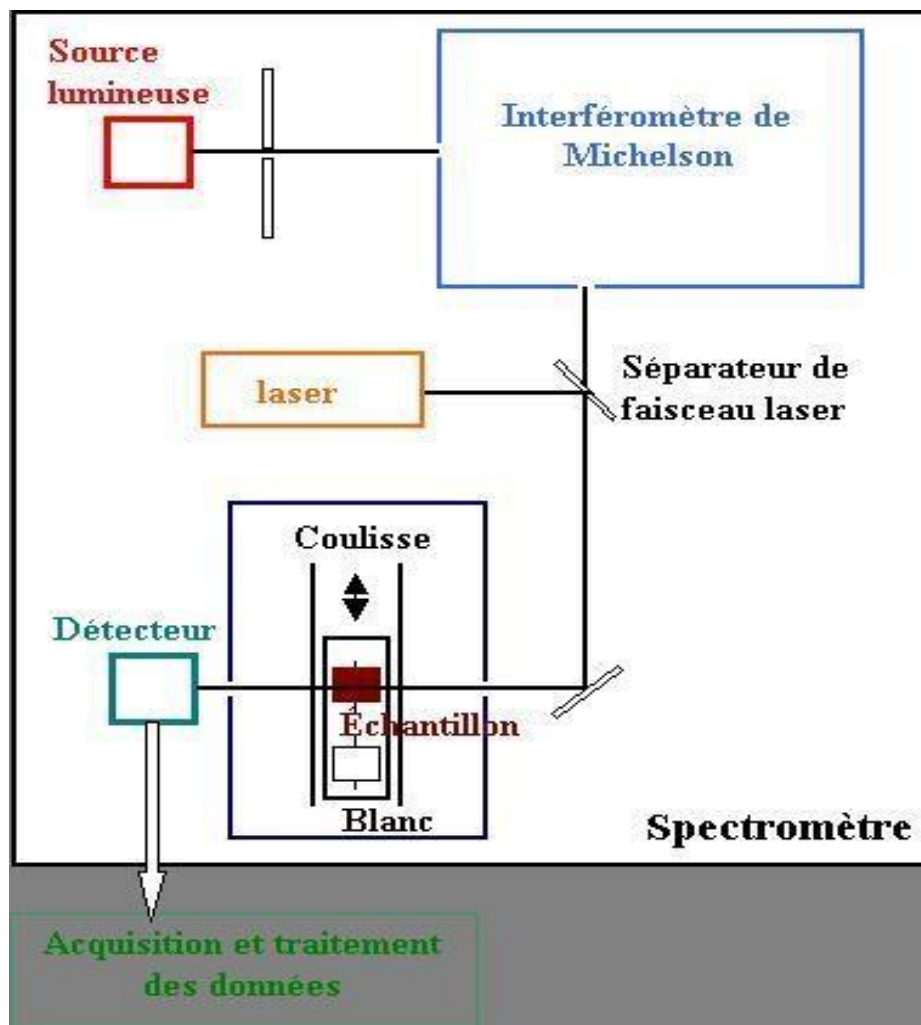 Source
lumineuse
Interféromètre de
Michelson
laser
Séparateur de
faisceau laser
Coulisse
Détecteur
Échantillon
Blanc
Spectromètre
Acquisition et traitement
des données